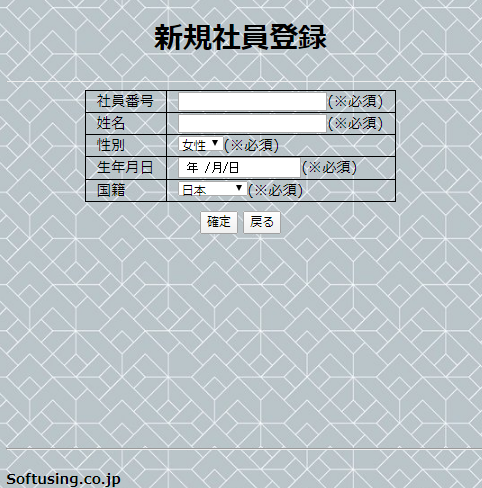 新規社員登録
社員番号 (※必須)
姓名 (※必須)
性別 女性 (※必須)
生年月日 年 /月/日 (※必須)
国籍 日本 (※必須)
確定 戻る
Softusing.co.jp